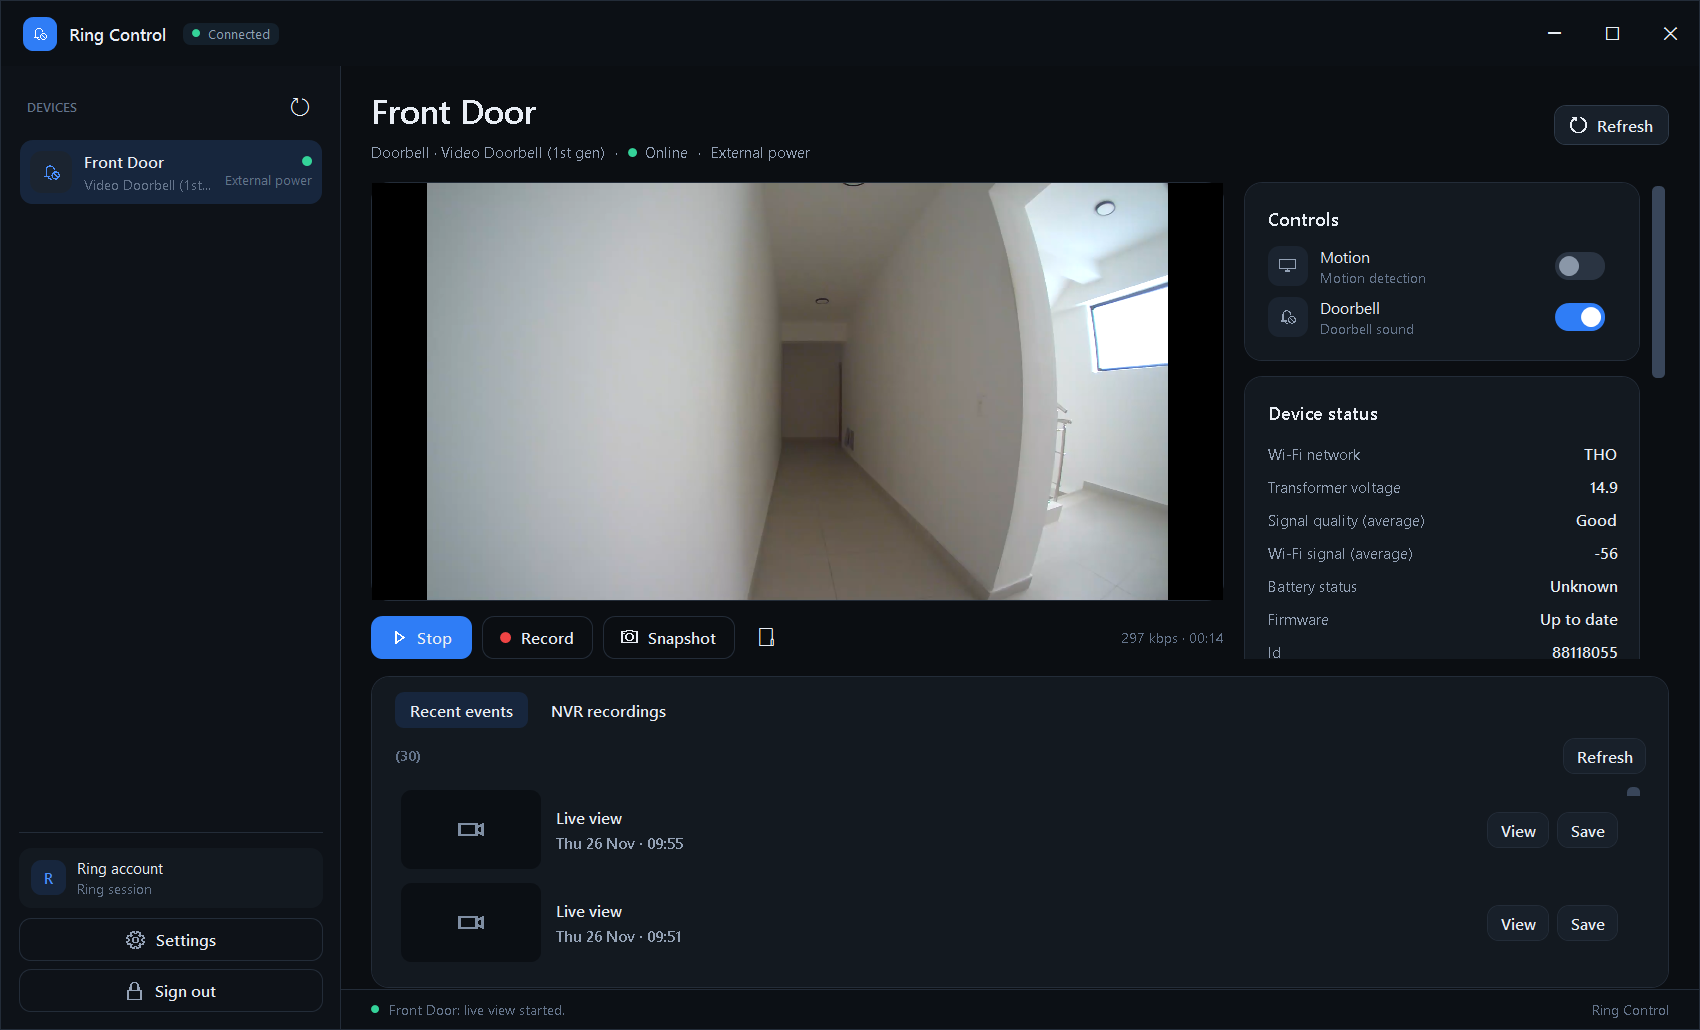 Ring Control
Connected
DEVICES
Front Door
Video Doorbell (1st...
External power
Front Door
Doorbell · Video Doorbell (1st gen) · Online · External power
Refresh
Controls
Motion
Motion detection
Doorbell
Doorbell sound
Device status
Wi-Fi network THO
Transformer voltage 14.9
Signal quality (average) Good
Wi-Fi signal (average) -56
Battery status Unknown
Firmware Up to date
Id 88118055
Stop
Record
Snapshot
297 kbps · 00:14
Recent events
NVR recordings
(30)
Refresh
Live view
Thu 26 Nov · 09:55
View
Save
Live view
Thu 26 Nov · 09:51
View
Save
R
Ring account
Ring session
Settings
Sign out
Front Door: live view started.
Ring Control